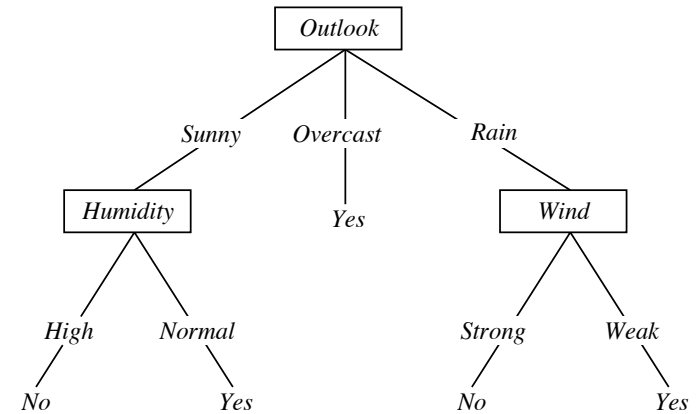 Outlook
Sunny Overcast Rain
Humidity Yes Wind
High Normal Strong Weak
No Yes No Yes